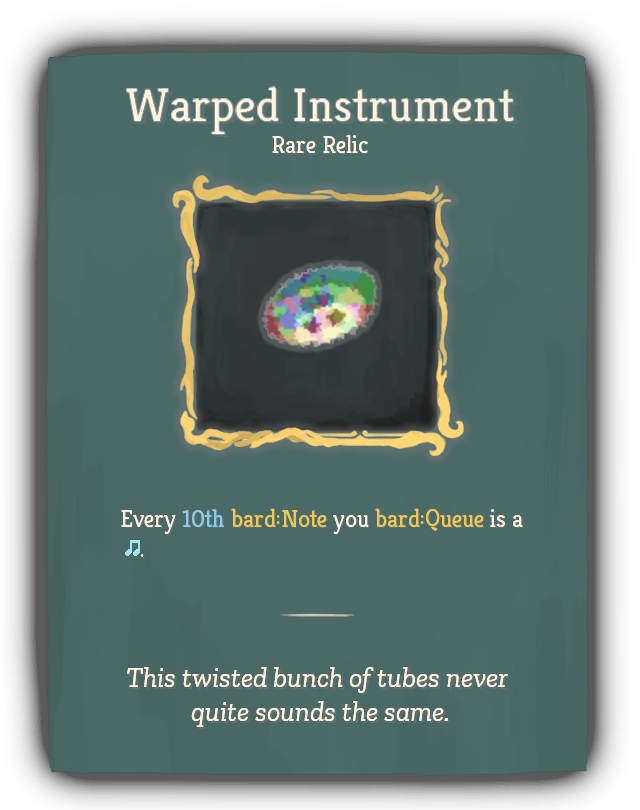 Warped Instrument
Rare Relic
Every 10th bard:Note you bard:Queue is a
♫.
This twisted bunch of tubes never
quite sounds the same.